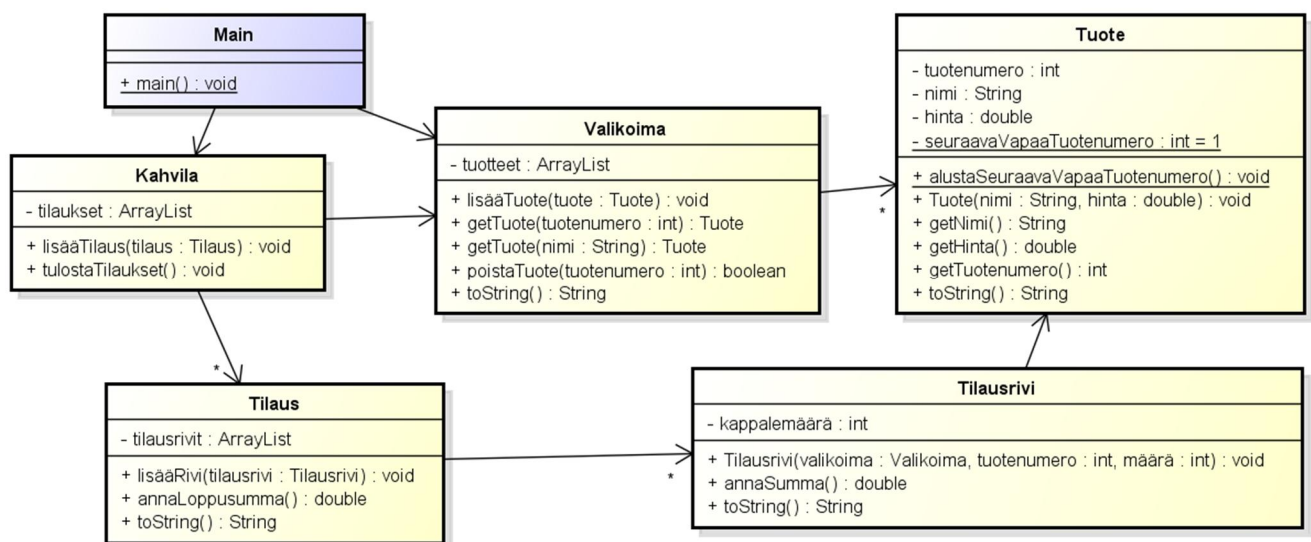 Main
+ main() : void
Kahvila
- tilaukset : ArrayList
+ lisääTilaus(tilaus : Tilaus) : void
+ tulostaTilaukset() : void
Valikoima
- tuotteet : ArrayList
+ lisääTuote(tuote : Tuote) : void
+ getTuote(tuotenumero : int) : Tuote
+ getTuote(nimi : String) : Tuote
+ poistaTuote(tuotenumero : int) : boolean
+ toString() : String
*
Tuote
- tuotenumero : int
- nimi : String
- hinta : double
- seuraavaVapaaTuotenumero : int = 1
+ alustaSeuraavaVapaaTuotenumero() : void
+ Tuote(nimi : String, hinta : double) : void
+ getNimi() : String
+ getHinta() : double
+ getTuotenumero() : int
+ toString() : String
*
Tilaus
- tilausrivit : ArrayList
+ lisääRivi(tilausrivi : Tilausrivi) : void
+ annaLoppusumma() : double
+ toString() : String
*
Tilausrivi
- kappalemäärä : int
+ Tilausrivi(valikoima : Valikoima, tuotenumero : int, määrä : int) : void
+ annaSumma() : double
+ toString() : String